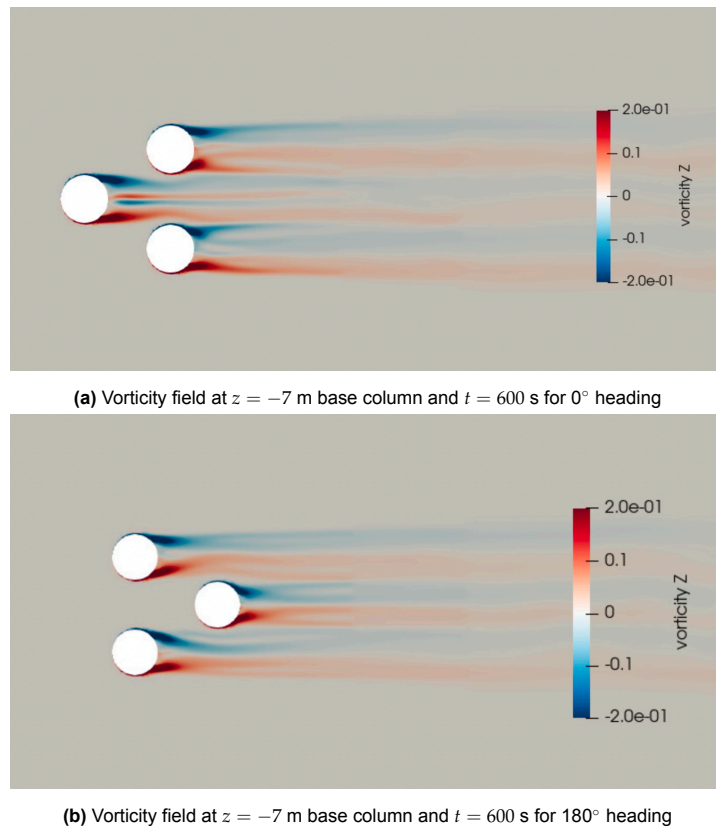 2.0e-01
0.1
0
-0.1
-2.0e-01
vorticity Z
(a) Vorticity field at z = −7 m base column and t = 600 s for 0° heading
2.0e-01
0.1
0
-0.1
-2.0e-01
vorticity Z
(b) Vorticity field at z = −7 m base column and t = 600 s for 180° heading